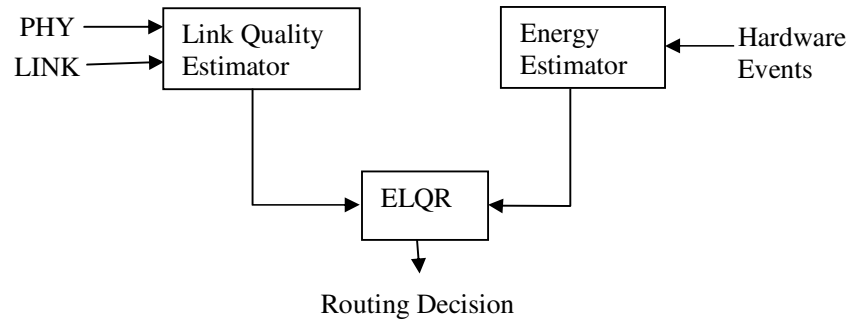 PHY
LINK
Link Quality
Estimator
Energy
Estimator
Hardware
Events
ELQR
Routing Decision